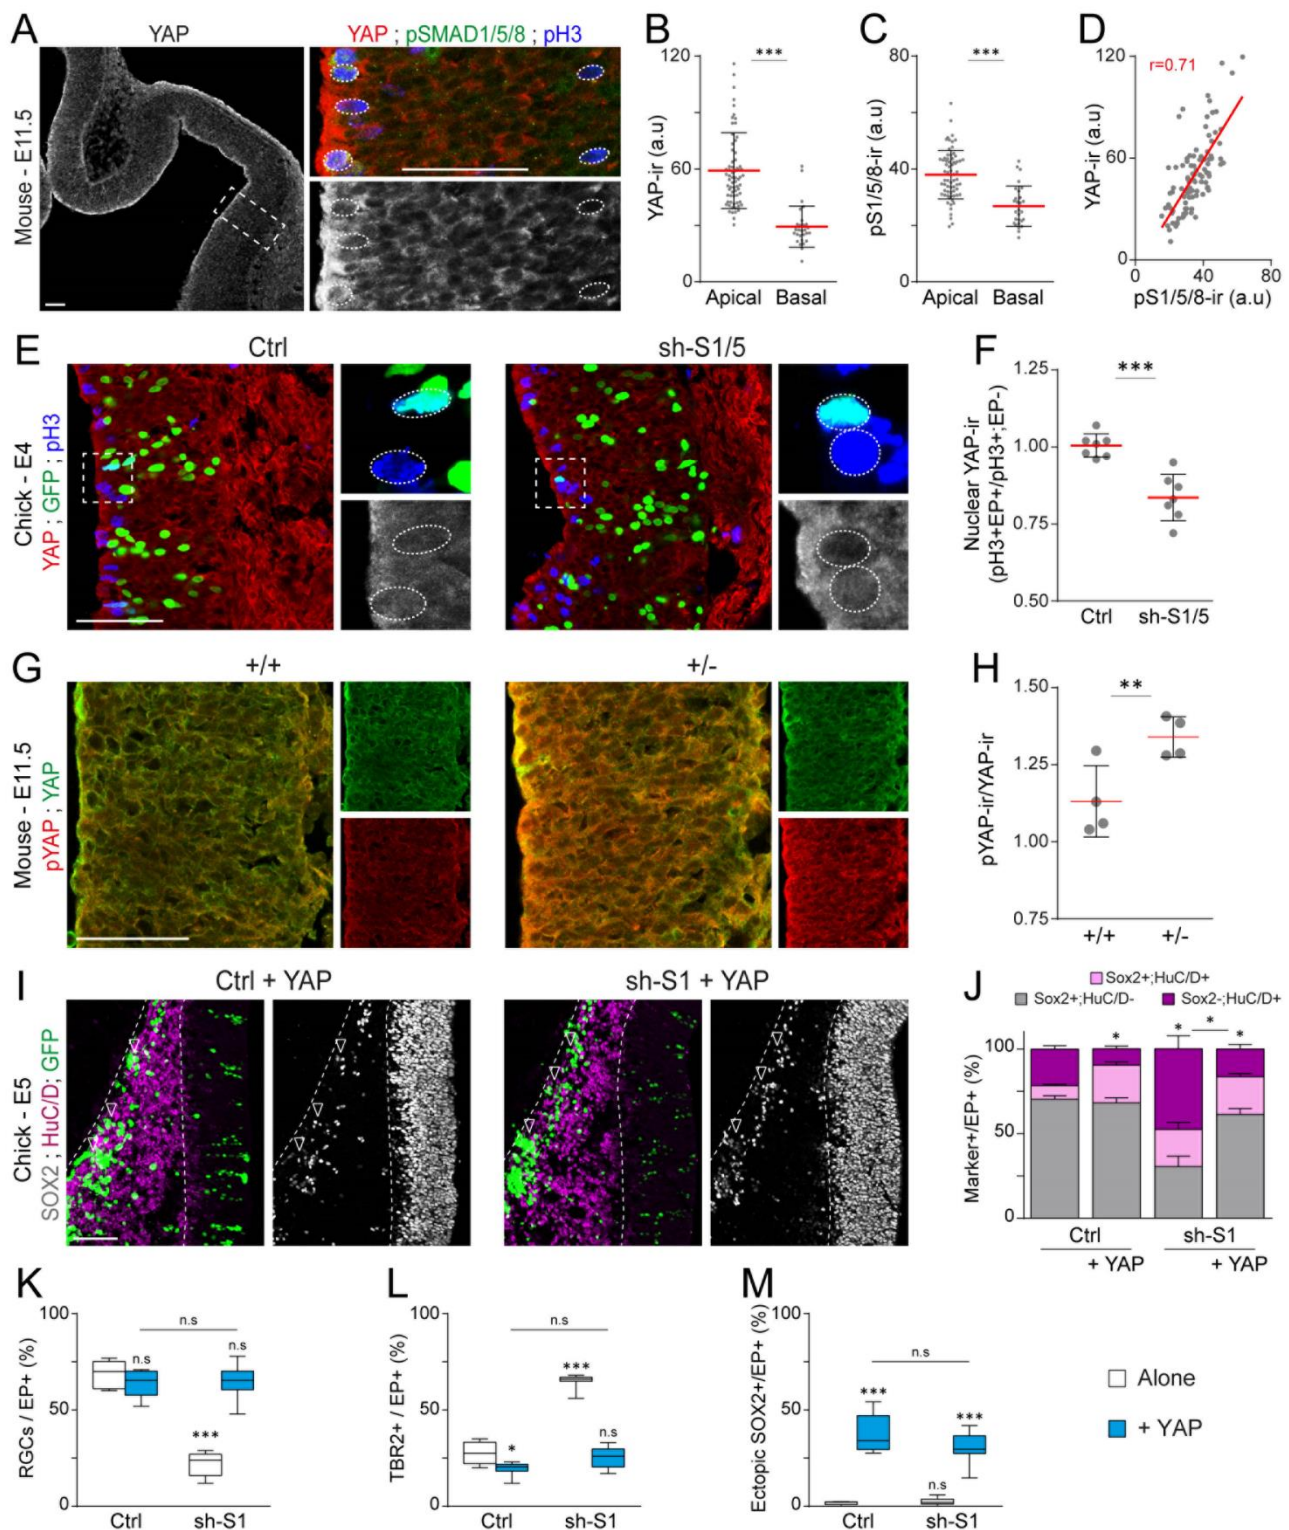 A
YAP
YAP ; pSMAD1/5/8 ; pH3
Mouse - E11.5
B
***
YAP-ir (a.u)
120
60
0
Apical Basal
C
***
pS1/5/8-ir (a.u)
80
40
0
Apical Basal
D
r=0.71
YAP-ir (a.u)
120
60
0
0 40 80
pS1/5/8-ir (a.u)
E
Ctrl
sh-S1/5
Chick - E4
YAP ; GFP ; pH3
F
***
Nuclear YAP-ir
(pH3+EP+/pH3+;EP-)
1.25
1.00
0.75
0.50
Ctrl sh-S1/5
G
+/+
+/-
Mouse - E11.5
pYAP ; YAP
H
**
pYAP-ir/YAP-ir
1.50
1.25
1.00
0.75
+/+ +/-
I
Ctrl + YAP
sh-S1 + YAP
Chick - E5
SOX2 ; HuC/D; GFP
J
Sox2+;HuC/D+
Sox2+;HuC/D- Sox2-;HuC/D+
* * * *
Marker+/EP+ (%)
100
50
0
Ctrl sh-S1
+ YAP + YAP
K
n.s
n.s
n.s
***
RGCs / EP+ (%)
100
50
0
Ctrl sh-S1
L
n.s
***
*
n.s
TBR2+ / EP+ (%)
100
50
0
Ctrl sh-S1
M
n.s
***
***
n.s
Ectopic SOX2+/EP+ (%)
100
50
0
Ctrl sh-S1
Alone
+ YAP